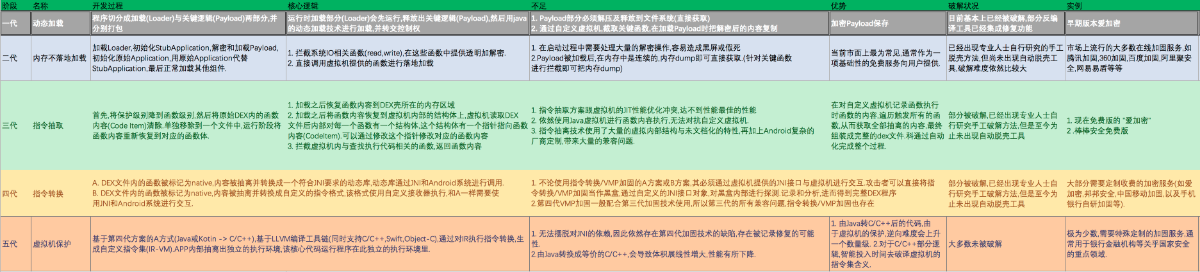 阶段 名称 开发过程 核心逻辑 不足 优势 破解状况 实例
一代 动态加载
程序切分成加载(Loader)与关键逻辑(Payload)两部分,并
分别打包
运行时加载部分(Loader)会先运行,释放出关键逻辑(Payload),然后用java
的动态加载技术进行加载,并转交控制权
1. Payload部分必须解压及释放到文件系统(直接获取)
2. 通过自定义虚拟机,截取关键函数,在加载Payload时把解密后的内容复制
加密Payload保存
目前基本上已经被破解,部分反编
译工具已经集成修复功能
早期版本爱加密
二代 内存不落地加载
加载Loader,初始化StubApplication,解密和加载Payload,
初始化原始Application,用原始Application代替
StubApplication,最后正常加载其他组件.
1. 拦截系统IO相关函数(read,write),在这些函数中提供透明加解密.
2. 直接调用虚拟机提供的函数进行落地加载
1. 在启动过程中需要处理大量的解密操作,容易造成黑屏或假死
2.Payload被加载后,在内存中是连续的,内存dump即可直接获取.(针对关键函数
进行拦截即可把内存dump)
当前市面上最为常见,通常作为一
项基础性的免费服务向用户提供.
已经出现专业人士自行研究的手工
脱壳方法,但尚未出现自动脱壳工
具,破解难度依然比较大
市场上流行的大多数在线加固服务,如
腾讯加固,360加固,百度加固,阿里聚安
全,网易易盾等等
三代 指令抽取
首先,将保护级别降到函数级别,然后将原始DEX内的函数
内容(Code Item)清除,单独移除到一个文件中,运行阶段将
函数内容重新恢复到对应的函数体.
1. 加载之后恢复函数内容到DEX壳所在的内存区域
2. 加载之后将函数内容恢复到虚拟机内部的结构体上,虚拟机读取DEX
文件后内部对每一个函数有一个结构体,这个结构体有一个指针指向函数
内容(CodeItem),可以通过修改这个指针修改对应的函数内容
3. 拦截虚拟机内与查找执行代码相关的函数,返回函数内容
1. 指令抽取方案跟虚拟机的JIT性能优化冲突,达不到性能最佳的性能
2. 依然使用Java虚拟机进行函数内容执行,无法对抗自定义虚拟机.
3. 指令抽离技术使用了大量的虚拟内部结构与未文档化的特性,再加上Android复杂的
厂商定制,带来大量的兼容问题.
在对自定义虚拟机记录函数执行
时函数的内容,遍历触发所有的函
数,从而获取全部抽离的内容,最终
组装成完整的dex文件.科通过自动
化完成整个过程.
部分被破解,已经出现专业人士自
行研究手工破解方法,但是至今为
止未出现自动脱壳工具
1. 现在免费版的 "爱加密"
2. 棒棒安全免费版
四代 指令转换
A. DEX文件内的函数被标记为native,内容被抽离并转换成一个符合JNI要求的动态库,动态库通过JNI和Android系统进行调用.
B. DEX文件内的函数被标记为native,内容被抽离并转换成自定义的指令格式,该格式使用自定义接收器执行,和A一样需要使
用JNI和Android系统进行交互.
1. 不论使用指令转换/VMP加固的A方案或B方案,其必须通过虚拟机提供的JNI接口与虚拟机进行交互,攻击者可以直接将指
令转换/VMP加固当作黑盒,通过自定义的JNI接口对象,对黑盒内部进行探测,记录和分析,进而得到完整DEX程序
2.第四代VMP加固一般配合第三代加固技术使用,所以第三代的所有兼容问题,指令转换/VMP加固也存在
部分被破解,已经出现专业人士自
行研究手工破解方法,但是至今为
止未出现自动脱壳工具
大部分需要定制收费的加密服务(如爱
加密,邦邦安全,中国移动加固,以及手机
银行自研加固等).
五代 虚拟机保护
基于第四代方案的A方式(Java或Kotin -> C/C++),基于LLVM编译工具链(同时支持C/C++,Swift,Object-C),通过对IR执行指令转换,生
成自定义指令集(IR-VM).APP内部抽离出独立的执行环境,该核心代码运行程序在此独立的执行环境里.
1. 无法摆脱对JNI的依赖,因此依然存在第四代加固技术的缺陷,存在被记录修复的可能
性.
2.由Java转成等价的C/C++,会导致体积展线性增大,性能有所下降.
1. 由Java转C/C++后的代码,由
于虚拟机的保护,逆向难度会上升
一个数量级. 2.对于C/C++部分逻
辑,智能投入时间去破译虚拟机的
指令集含义.
大多数未被破解
极为少数,需要特殊定制的加固服务,通
常用于银行金融机构等关乎国家安全
的重点领域.